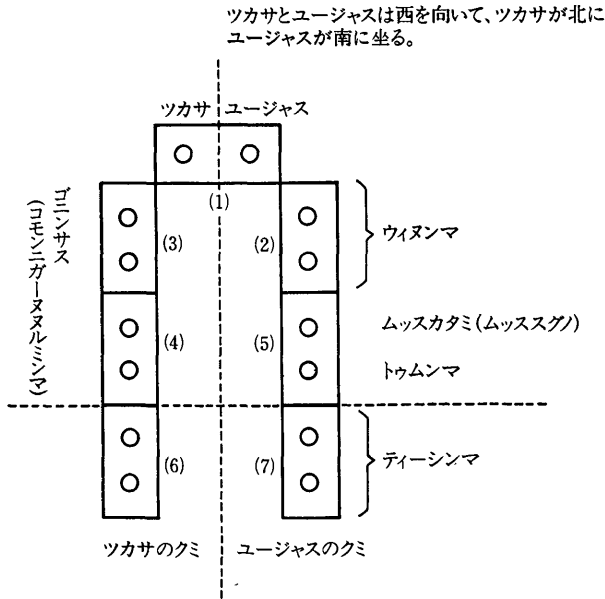 ツカサとユージャスは西を向いて、ツカサが北に
ユージャスが南に坐る。
ツカサ ユージャス
(1)
ゴニンサス
(コモンニガーヌヌルミンマ)
(3) (2) ウィヌンマ
(4) (5) ムッスカタミ(ムッススグノ)
トゥムンマ
(6) (7) ティーシンマ
ツカサのクミ ユージャスのクミ